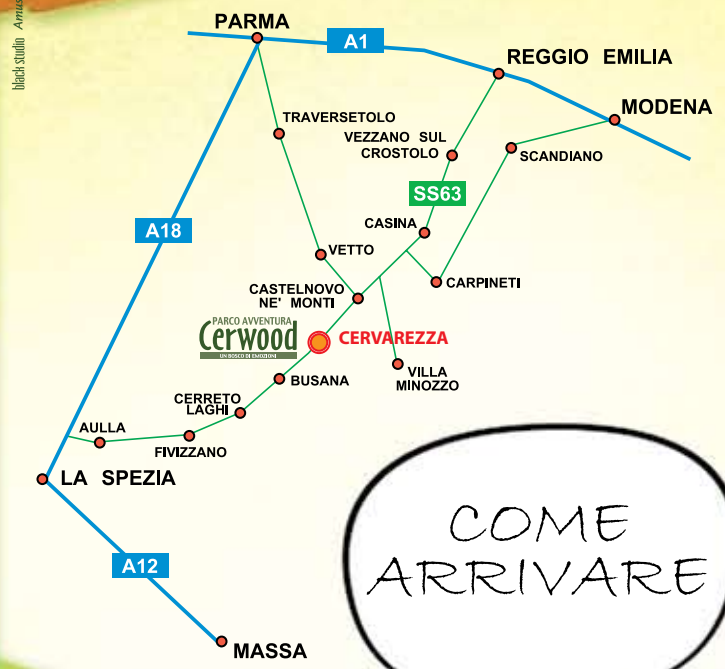 black studio Amus
PARMA
A1
REGGIO EMILIA
MODENA
TRAVERSETOLO
VEZZANO SUL
CROSTOLO
SCANDIANO
SS63
A18
CASINA
VETTO
CARPINETI
CASTELNOVO
NE' MONTI
PARCO AVVENTURA
Cerwood
UN BOSCO DI EMOZIONI
CERVAREZZA
BUSANA
VILLA
MINOZZO
CERRETO
LAGHI
AULLA
FIVIZZANO
LA SPEZIA
A12
MASSA
COME
ARRIVARE